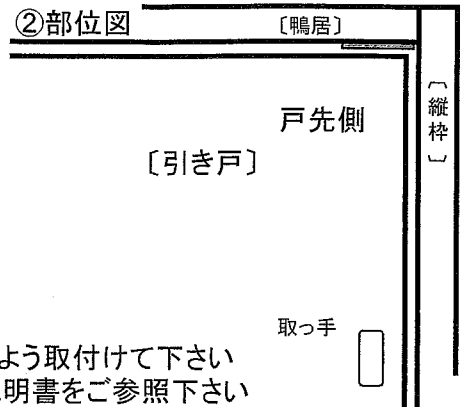 ②部位図
〔鴨居〕
〔縦枠〕
戸先側
〔引き戸〕
取っ手
よう取付けて下さい
明書をご参照下さい